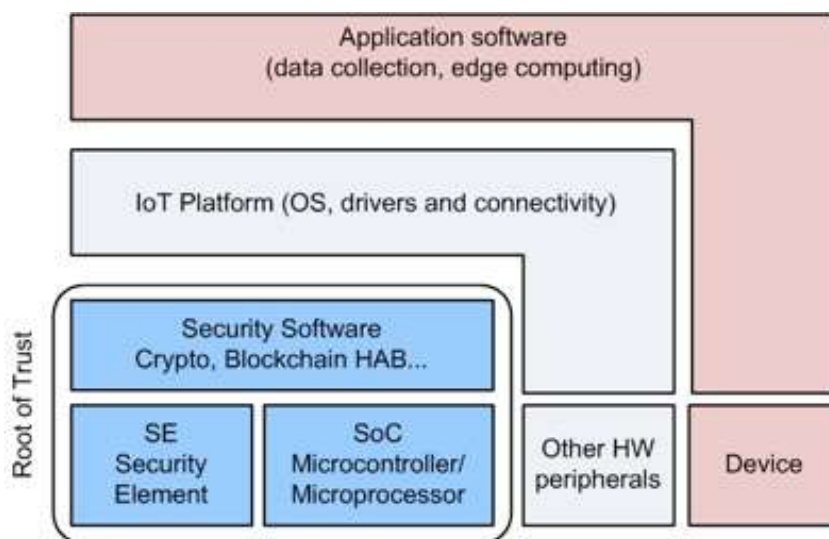 Application software
(data collection, edge computing)
IoT Platform (OS, drivers and connectivity)
Root of Trust
Security Software
Crypto, Blockchain HAB...
SE
Security
Element
SoC
Microcontroller/
Microprocessor
Other HW
peripherals
Device